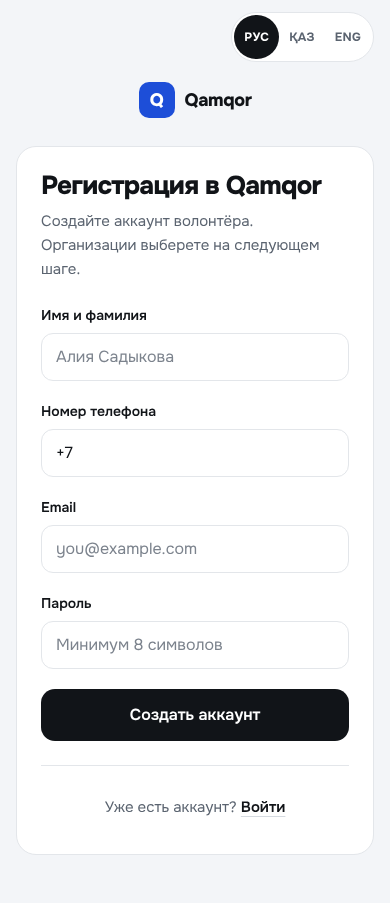 РУС ҚАЗ ENG
Q Qamqor
Регистрация в Qamqor
Создайте аккаунт волонтёра.
Организации выберете на следующем
шаге.
Имя и фамилия
Алия Садыкова
Номер телефона
+7
Email
you@example.com
Пароль
Минимум 8 символов
Создать аккаунт
Уже есть аккаунт? Войти